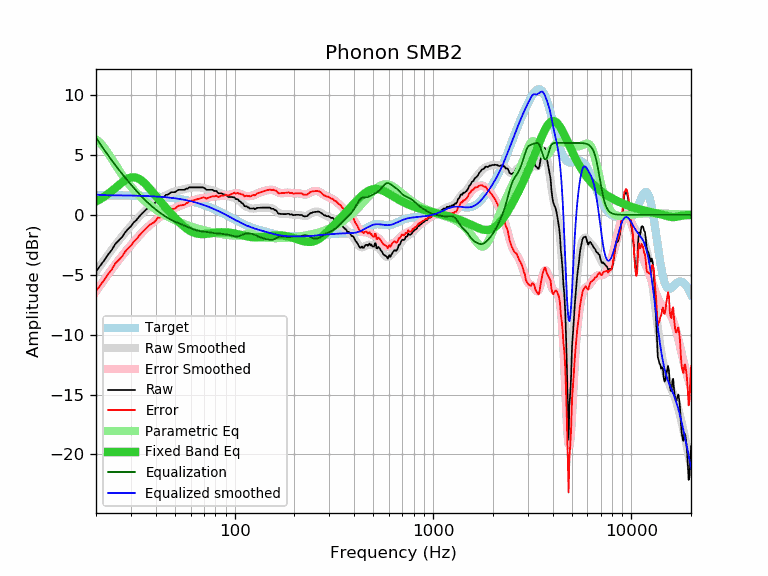 Phonon SMB2
Amplitude (dBr)
10
5
0
−5
−10
−15
−20
Target
Raw Smoothed
Error Smoothed
Raw
Error
Parametric Eq
Fixed Band Eq
Equalization
Equalized smoothed
100
1000
10000
Frequency (Hz)